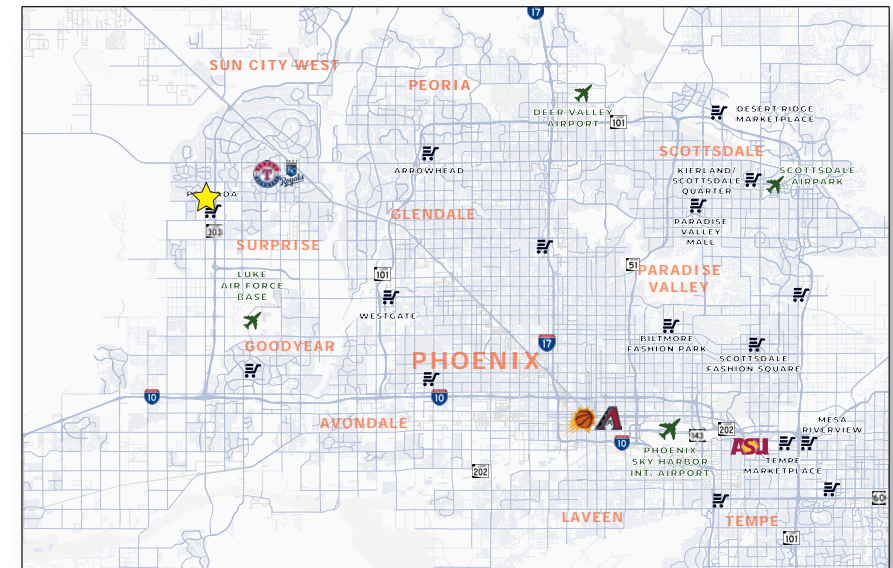 17
SUN CITY WEST
PEORIA
DEER VALLEY
AIRPORT
101
DESERT RIDGE
MARKETPLACE
SCOTTSDALE
ARROWHEAD
KIERLAND/
SCOTTSDALE
QUARTER
SCOTTSDALE
AIRPARK
T
Royals
303
GLENDALE
PARADISE
VALLEY
MALL
SURPRISE
LUKE
AIR FORCE
BASE
101
51
PARADISE
VALLEY
WESTGATE
GOODYEAR
PHOENIX
17
BILTMORE
FASHION PARK
SCOTTSDALE
FASHION SQUARE
10
10
AVONDALE
A
10
143
202
ASU
MESA
RIVERVIEW
PHOENIX
SKY HARBOR
INT. AIRPORT
TEMPE
MARKETPLACE
202
60
LAVEEN
TEMPE
101